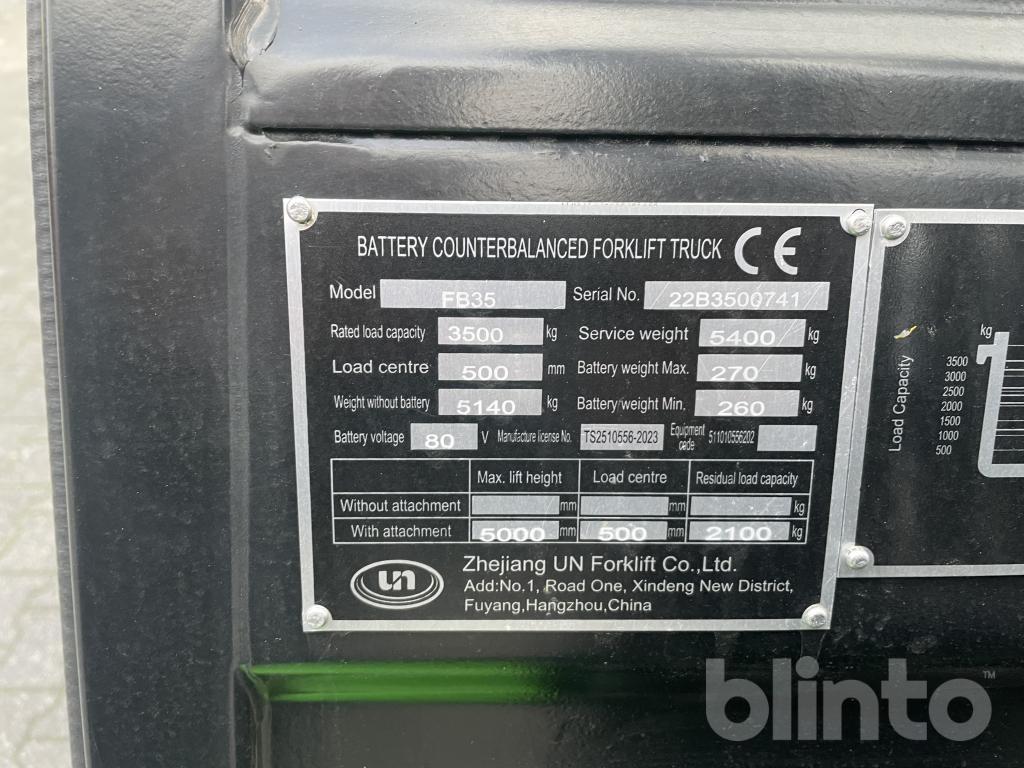 BATTERY COUNTERBALANCED FORKLIFT TRUCK CE
Model FB35 Serial No. 22B3500741
Rated load capacity 3500 kg Service weight 5400 kg
Load centre 500 mm Battery weight Max. 270 kg
Weight without battery 5140 kg Battery weight Min. 260 kg
Battery voltage 80 V Manufacture license No. TS2510556-2023 Equipment code 511010556202
Max. lift height Load centre Residual load capacity
Without attachment mm mm kg
With attachment 5000 mm 500 mm 2100 kg
UN
Zhejiang UN Forklift Co.,Ltd.
Add:No.1, Road One, Xindeng New District,
Fuyang,Hangzhou,China
kg
Load Capacity
3500
3000
2500
2000
1500
1000
500
blinto™